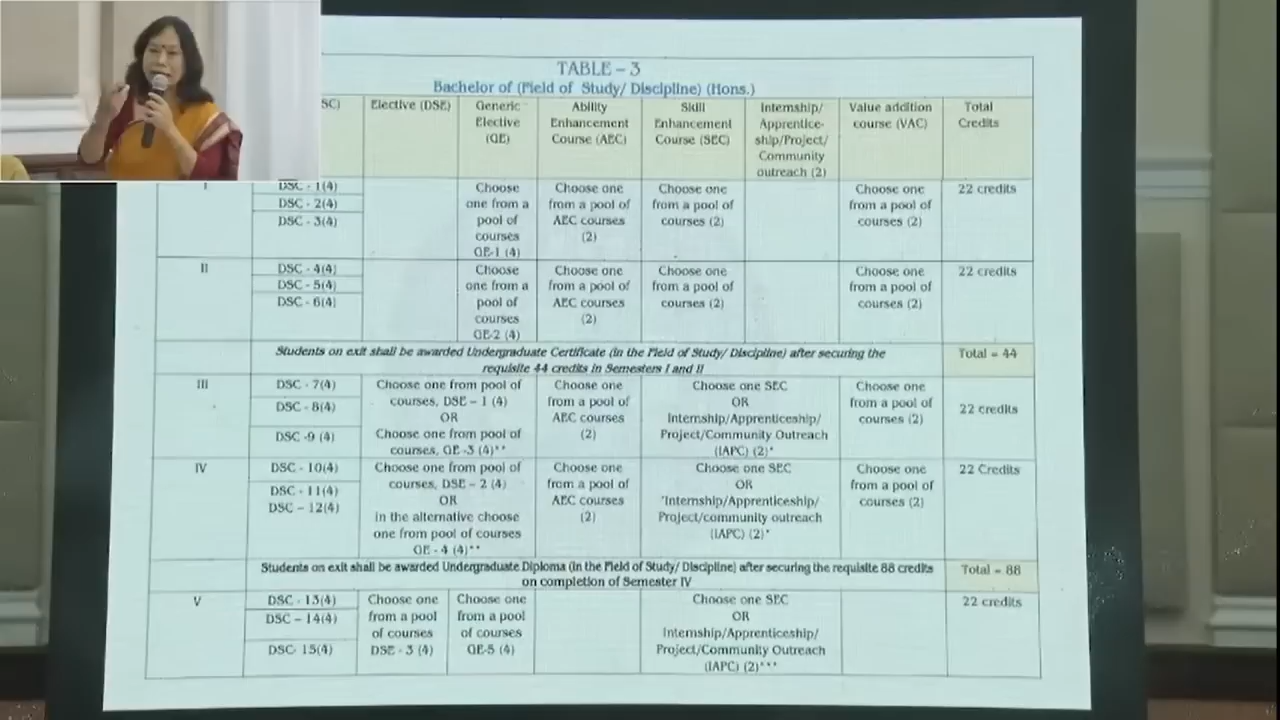 TABLE – 3
Bachelor of (Field of Study/ Discipline) (Hons.)
SC)
Elective (DSE)
Generic
Elective
(GE)
Ability
Enhancement
Course (AEC)
Skill
Enhancement
Course (SEC)
Internship/
Apprentice-
ship/Project/
Community
outreach (2)
Value addition
course (VAC)
Total
Credits
I
DSC - 1(4)
DSC - 2(4)
DSC - 3(4)
Choose
one from a
pool of
courses
GE-1 (4)
Choose one
from a pool of
AEC courses
(2)
Choose one
from a pool of
courses (2)
Choose one
from a pool of
courses (2)
22 credits
II
DSC - 4(4)
DSC - 5(4)
DSC - 6(4)
Choose
one from a
pool of
courses
GE-2 (4)
Choose one
from a pool of
AEC courses
(2)
Choose one
from a pool of
courses (2)
Choose one
from a pool of
courses (2)
22 credits
Students on exit shall be awarded Undergraduate Certificate (in the Field of Study/ Discipline) after securing the
requisite 44 credits in Semesters I and II
Total = 44
III
DSC - 7(4)
DSC - 8(4)
DSC -9 (4)
Choose one from pool of
courses, DSE – 1 (4)
OR
Choose one from pool of
courses, GE -3 (4)**
Choose one
from a pool of
AEC courses
(2)
Choose one SEC
OR
Internship/Apprenticeship/
Project/Community Outreach
(IAPC) (2)*
Choose one
from a pool of
courses (2)
22 credits
IV
DSC - 10(4)
DSC - 11(4)
DSC – 12(4)
Choose one from pool of
courses, DSE – 2 (4)
OR
in the alternative choose
one from pool of courses
GE - 4 (4)**
Choose one
from a pool of
AEC courses
(2)
Choose one SEC
OR
'Internship/Apprenticeship/
Project/community outreach
(IAPC) (2)*
Choose one
from a pool of
courses (2)
22 Credits
Students on exit shall be awarded Undergraduate Diploma (in the Field of Study/ Discipline) after securing the requisite 88 credits
on completion of Semester IV
Total = 88
V
DSC - 13(4)
DSC – 14(4)
DSC- 15(4)
Choose one
from a pool
of courses
DSE - 3 (4)
Choose one
from a pool
of courses
GE-5 (4)
Choose one SEC
OR
Internship/Apprenticeship/
Project/Community Outreach
(IAPC) (2)***
22 credits